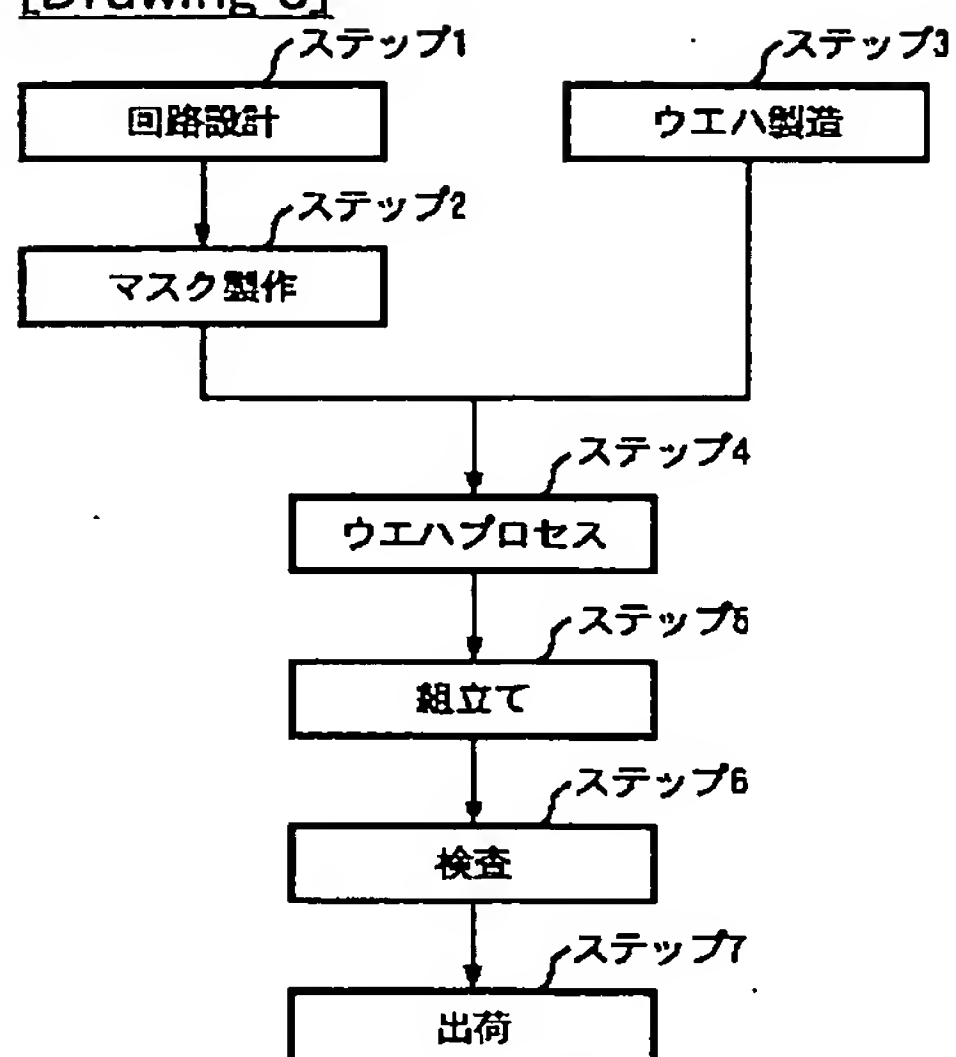 ステップ1
回路設計
ステップ3
ウエハ製造
ステップ2
マスク製作
ステップ4
ウエハプロセス
ステップ5
組立て
ステップ6
検査
ステップ7
出荷